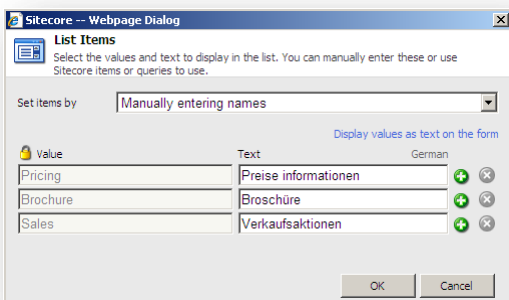 Sitecore -- Webpage Dialog
List Items
Select the values and text to display in the list. You can manually enter these or use
Sitecore items or queries to use.
Set items by Manually entering names
Display values as text on the form
Value Text German
Pricing Preise informationen
Brochure Broschüre
Sales Verkaufsaktionen
OK Cancel